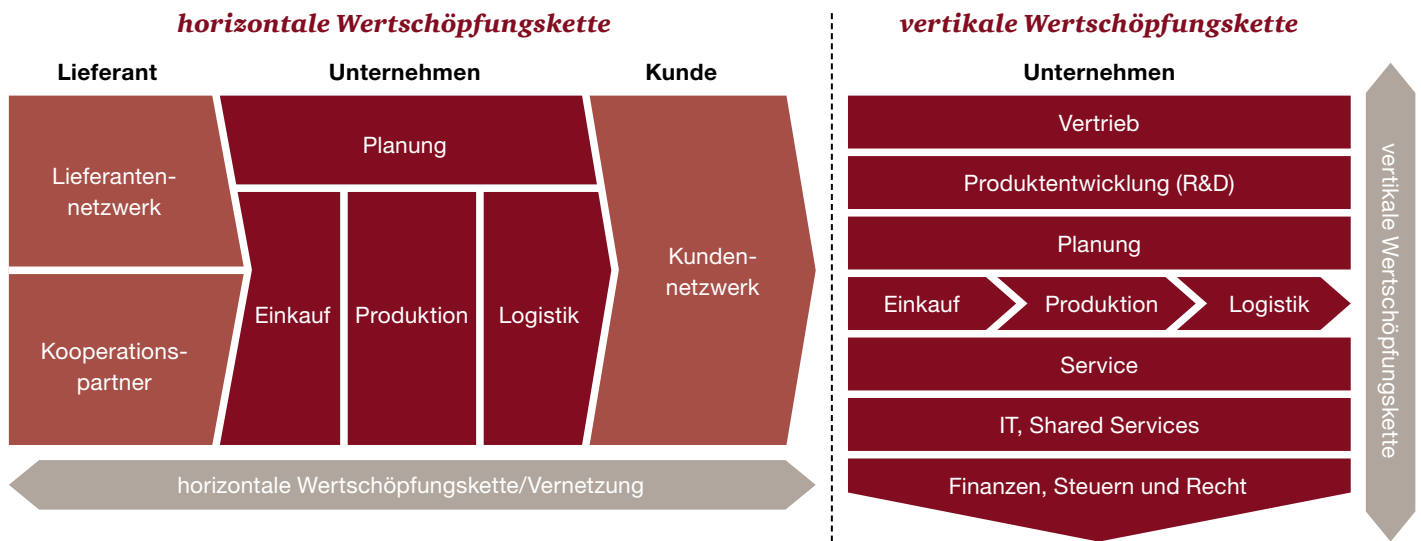 horizontale Wertschöpfungskette
Lieferant
Unternehmen
Kunde
Lieferanten-
netzwerk
Kooperations-
partner
Planung
Einkauf
Produktion
Logistik
Kunden-
netzwerk
horizontale Wertschöpfungskette/Vernetzung
vertikale Wertschöpfungskette
Unternehmen
Vertrieb
Produktentwicklung (R&D)
Planung
Einkauf
Produktion
Logistik
Service
IT, Shared Services
Finanzen, Steuern und Recht
vertikale Wertschöpfungskette